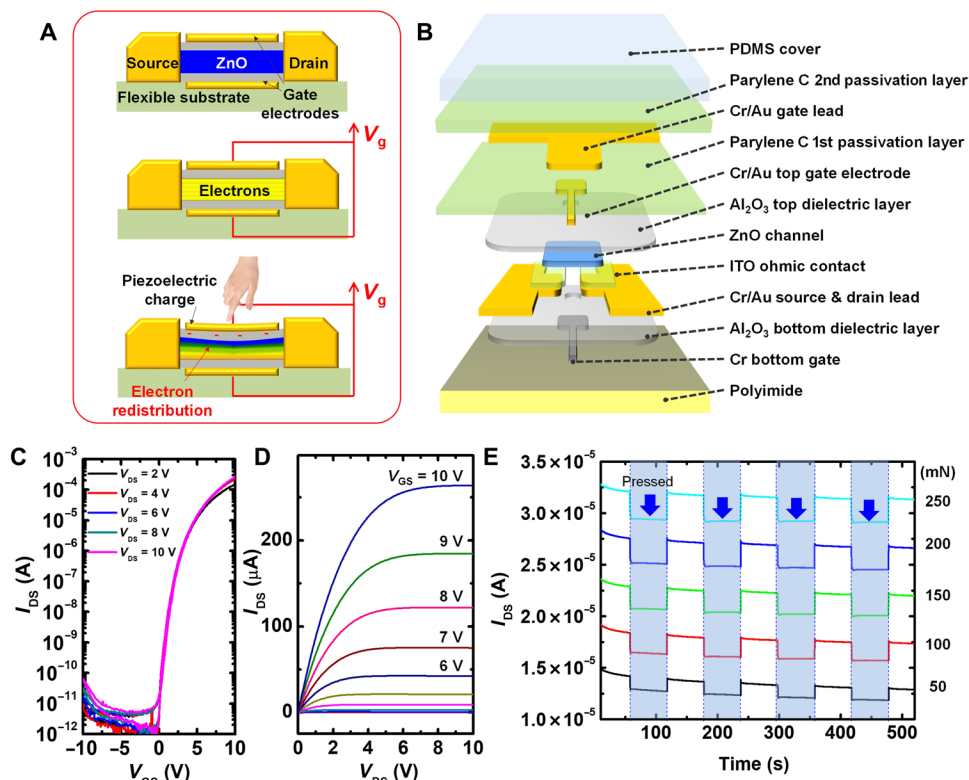 A
Source
ZnO
Drain
Flexible substrate
Gate
electrodes
Vg
Electrons
Piezoelectric
charge
Vg
Electron
redistribution
B
PDMS cover
Parylene C 2nd passivation layer
Cr/Au gate lead
Parylene C 1st passivation layer
Cr/Au top gate electrode
Al₂O₃ top dielectric layer
ZnO channel
ITO ohmic contact
Cr/Au source & drain lead
Al₂O₃ bottom dielectric layer
Cr bottom gate
Polyimide
C
10⁻³
10⁻⁴
10⁻⁵
10⁻⁶
10⁻⁷
10⁻⁸
10⁻⁹
10⁻¹⁰
10⁻¹¹
10⁻¹²
IDS (A)
VDS = 2 V
VDS = 4 V
VDS = 6 V
VDS = 8 V
VDS = 10 V
−10 −5 0 5 10
VGS (V)
D
200
100
0
IDS (μA)
VGS = 10 V
9 V
8 V
7 V
6 V
0 2 4 6 8 10
VDS (V)
E
3.5 × 10⁻⁵
3.0 × 10⁻⁵
2.5 × 10⁻⁵
2.0 × 10⁻⁵
1.5 × 10⁻⁵
1.0 × 10⁻⁵
IDS (A)
Pressed
(mN)
250
200
150
100
50
100 200 300 400 500
Time (s)